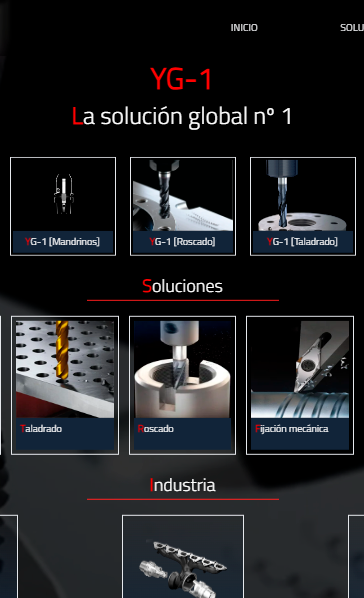 INICIO SOLU
YG-1
La solución global nº 1
YG-1 [Mandrinos]
YG-1 [Roscado]
YG-1 [Taladrado]
Soluciones
Taladrado
Roscado
Fijación mecánica
Industria